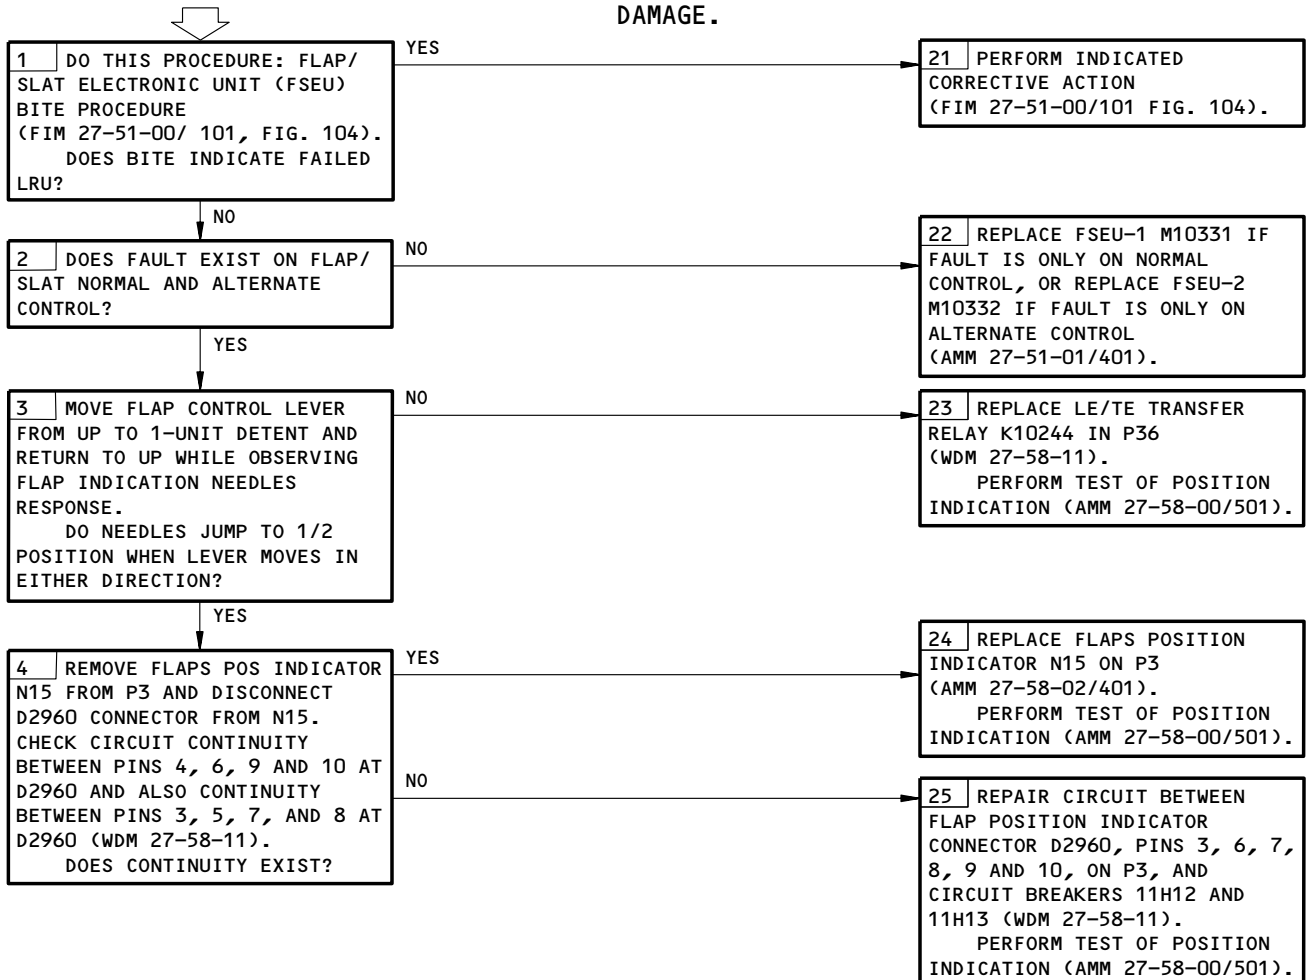 DAMAGE.
1 DO THIS PROCEDURE: FLAP/
SLAT ELECTRONIC UNIT (FSEU)
BITE PROCEDURE
(FIM 27-51-00/ 101, FIG. 104).
DOES BITE INDICATE FAILED
LRU?
YES
21 PERFORM INDICATED
CORRECTIVE ACTION
(FIM 27-51-00/101 FIG. 104).
NO
2 DOES FAULT EXIST ON FLAP/
SLAT NORMAL AND ALTERNATE
CONTROL?
NO
22 REPLACE FSEU-1 M10331 IF
FAULT IS ONLY ON NORMAL
CONTROL, OR REPLACE FSEU-2
M10332 IF FAULT IS ONLY ON
ALTERNATE CONTROL
(AMM 27-51-01/401).
YES
3 MOVE FLAP CONTROL LEVER
FROM UP TO 1-UNIT DETENT AND
RETURN TO UP WHILE OBSERVING
FLAP INDICATION NEEDLES
RESPONSE.
DO NEEDLES JUMP TO 1/2
POSITION WHEN LEVER MOVES IN
EITHER DIRECTION?
NO
23 REPLACE LE/TE TRANSFER
RELAY K10244 IN P36
(WDM 27-58-11).
PERFORM TEST OF POSITION
INDICATION (AMM 27-58-00/501).
YES
4 REMOVE FLAPS POS INDICATOR
N15 FROM P3 AND DISCONNECT
D2960 CONNECTOR FROM N15.
CHECK CIRCUIT CONTINUITY
BETWEEN PINS 4, 6, 9 AND 10 AT
D2960 AND ALSO CONTINUITY
BETWEEN PINS 3, 5, 7, AND 8 AT
D2960 (WDM 27-58-11).
DOES CONTINUITY EXIST?
YES
24 REPLACE FLAPS POSITION
INDICATOR N15 ON P3
(AMM 27-58-02/401).
PERFORM TEST OF POSITION
INDICATION (AMM 27-58-00/501).
NO
25 REPAIR CIRCUIT BETWEEN
FLAP POSITION INDICATOR
CONNECTOR D2960, PINS 3, 6, 7,
8, 9 AND 10, ON P3, AND
CIRCUIT BREAKERS 11H12 AND
11H13 (WDM 27-58-11).
PERFORM TEST OF POSITION
INDICATION (AMM 27-58-00/501).